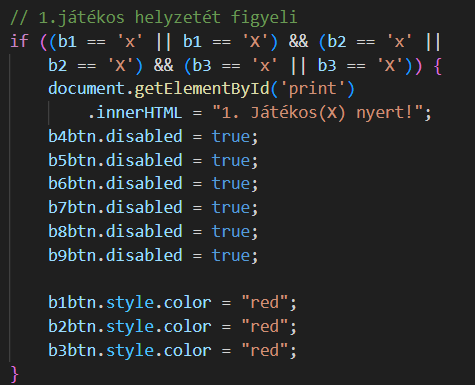 // 1.játékos helyzetét figyeli
if ((b1 == 'x' || b1 == 'X') && (b2 == 'x' ||
    b2 == 'X') && (b3 == 'x' || b3 == 'X')) {
    document.getElementById('print')
        .innerHTML = "1. Játékos(X) nyert!";
    b4btn.disabled = true;
    b5btn.disabled = true;
    b6btn.disabled = true;
    b7btn.disabled = true;
    b8btn.disabled = true;
    b9btn.disabled = true;

    b1btn.style.color = "red";
    b2btn.style.color = "red";
    b3btn.style.color = "red";
}